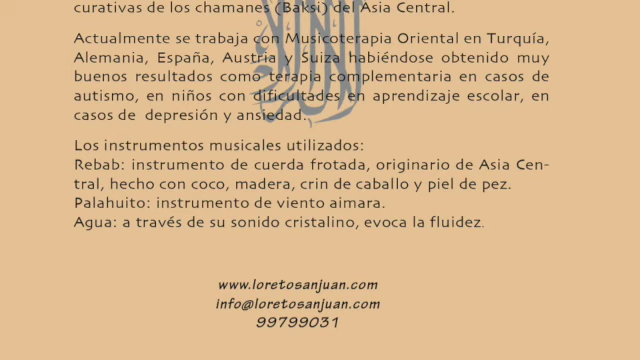 curativas de los chamanes (Baksi) del Asia Central.
Actualmente se trabaja con Musicoterapia Oriental en Turquía,
Alemania, España, Austria y Suiza habiéndose obtenido muy
buenos resultados como terapia complementaria en casos de
autismo, en niños con dificultades en aprendizaje escolar, en
casos de depresión y ansiedad.
Los instrumentos musicales utilizados:
Rebab: instrumento de cuerda frotada, originario de Asia Cen-
tral, hecho con coco, madera, crin de caballo y piel de pez.
Palahuito: instrumento de viento aimara.
Agua: a través de su sonido cristalino, evoca la fluidez.
www.loretosanjuan.com
info@loretosanjuan.com
99799031